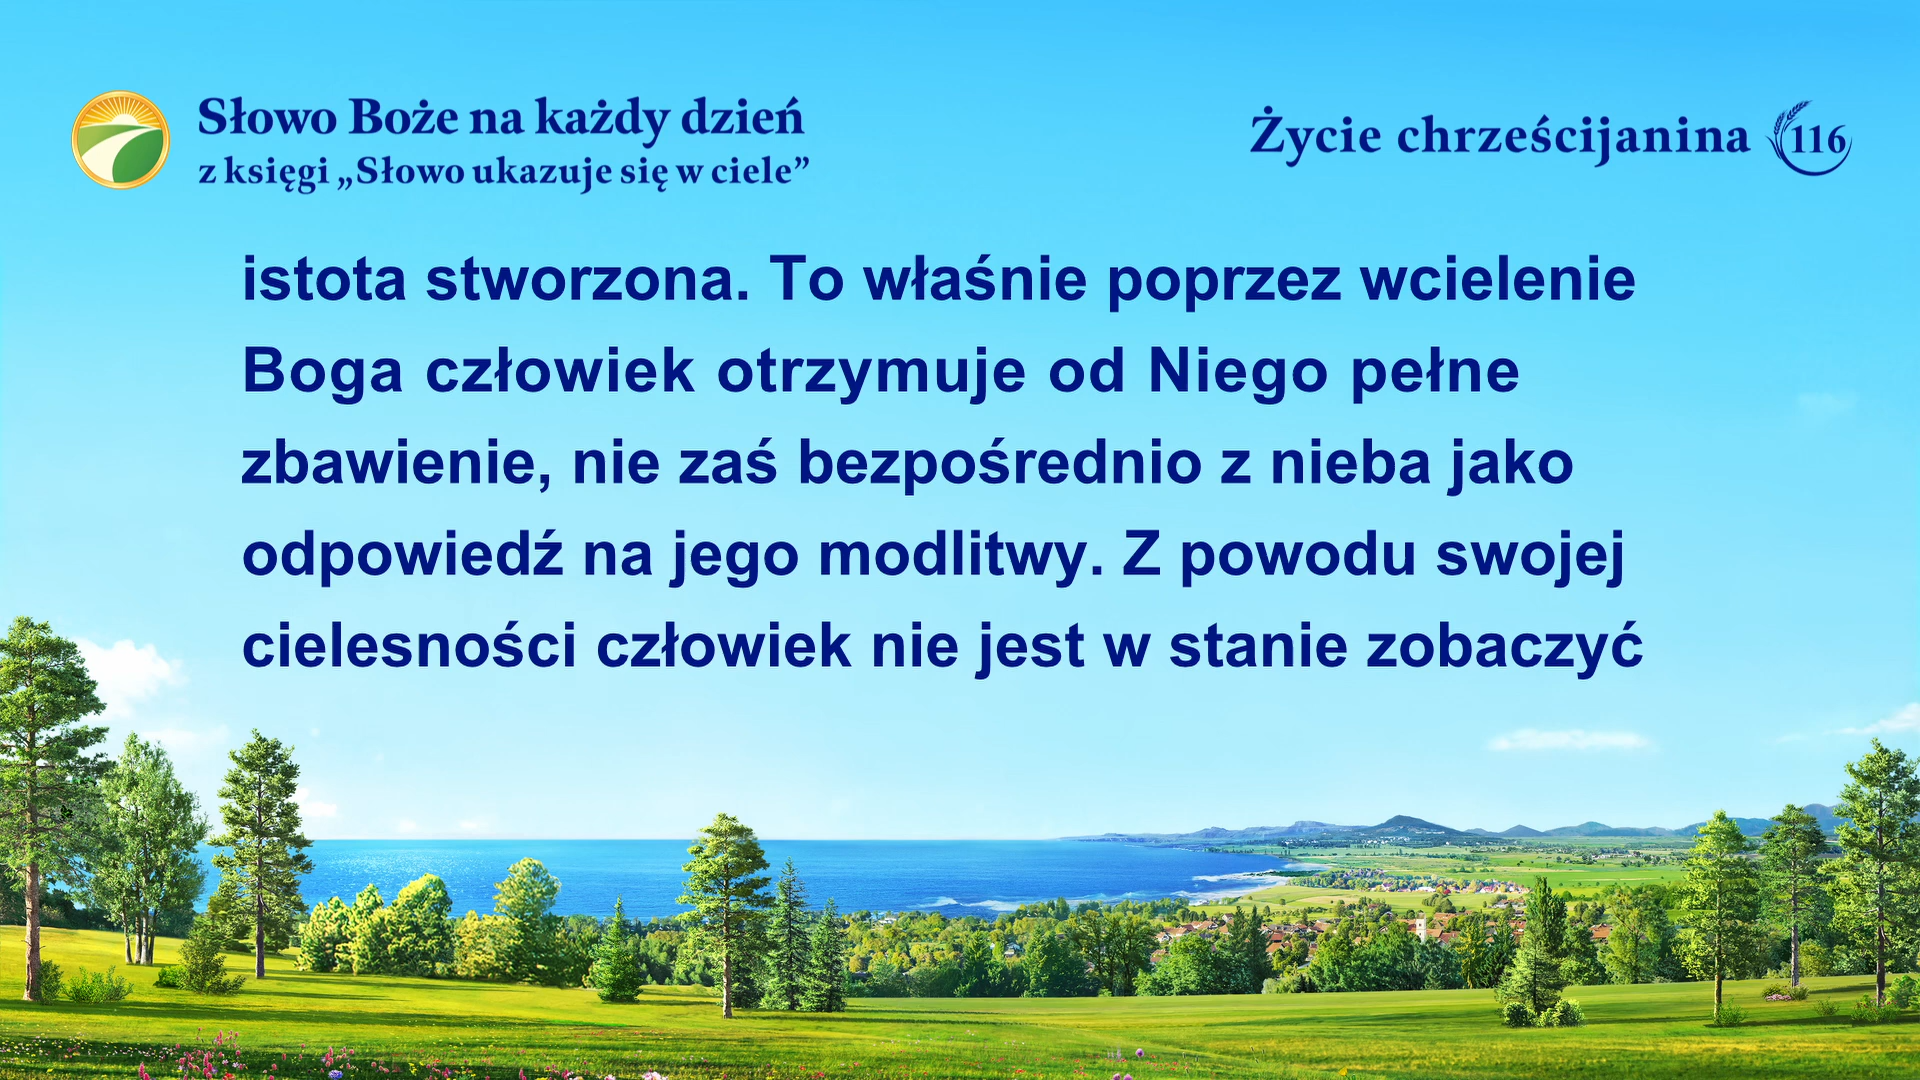 Słowo Boże na każdy dzień
z księgi „Słowo ukazuje się w ciele”
Życie chrześcijanina 116
istota stworzona. To właśnie poprzez wcielenie
Boga człowiek otrzymuje od Niego pełne
zbawienie, nie zaś bezpośrednio z nieba jako
odpowiedź na jego modlitwy. Z powodu swojej
cielesności człowiek nie jest w stanie zobaczyć